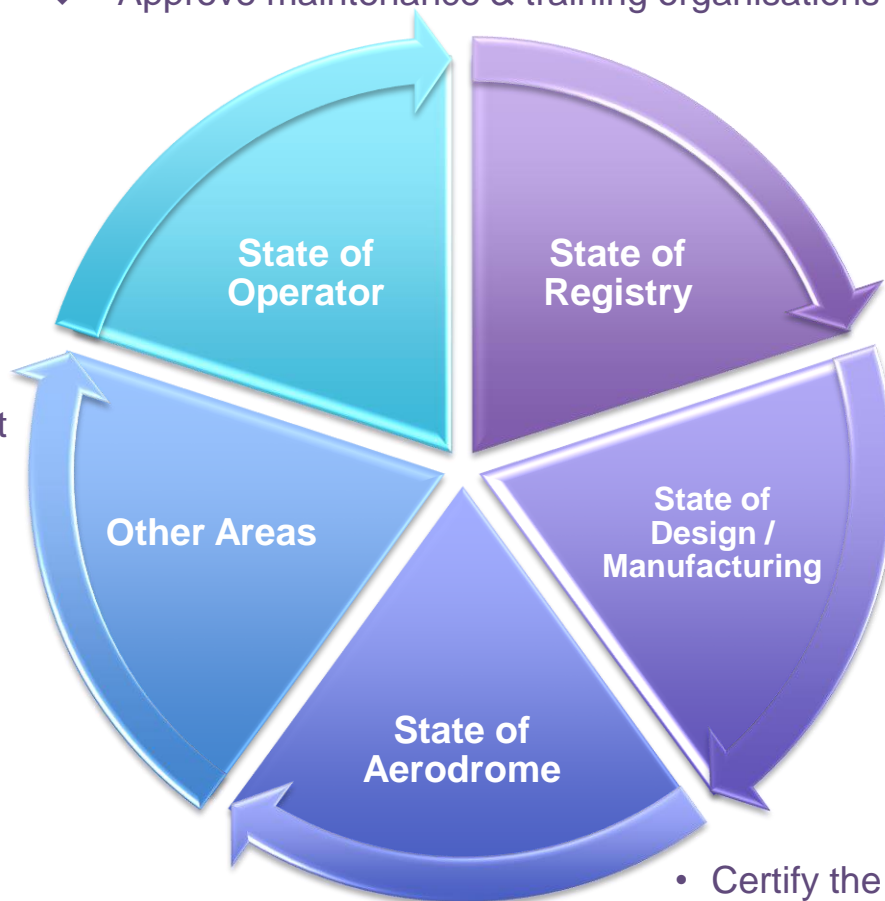 Approve maintenance & training organisations
State of
Operator
State of
Registry
Other Areas
State of
Design /
Manufacturing
State of
Aerodrome
• Certify the